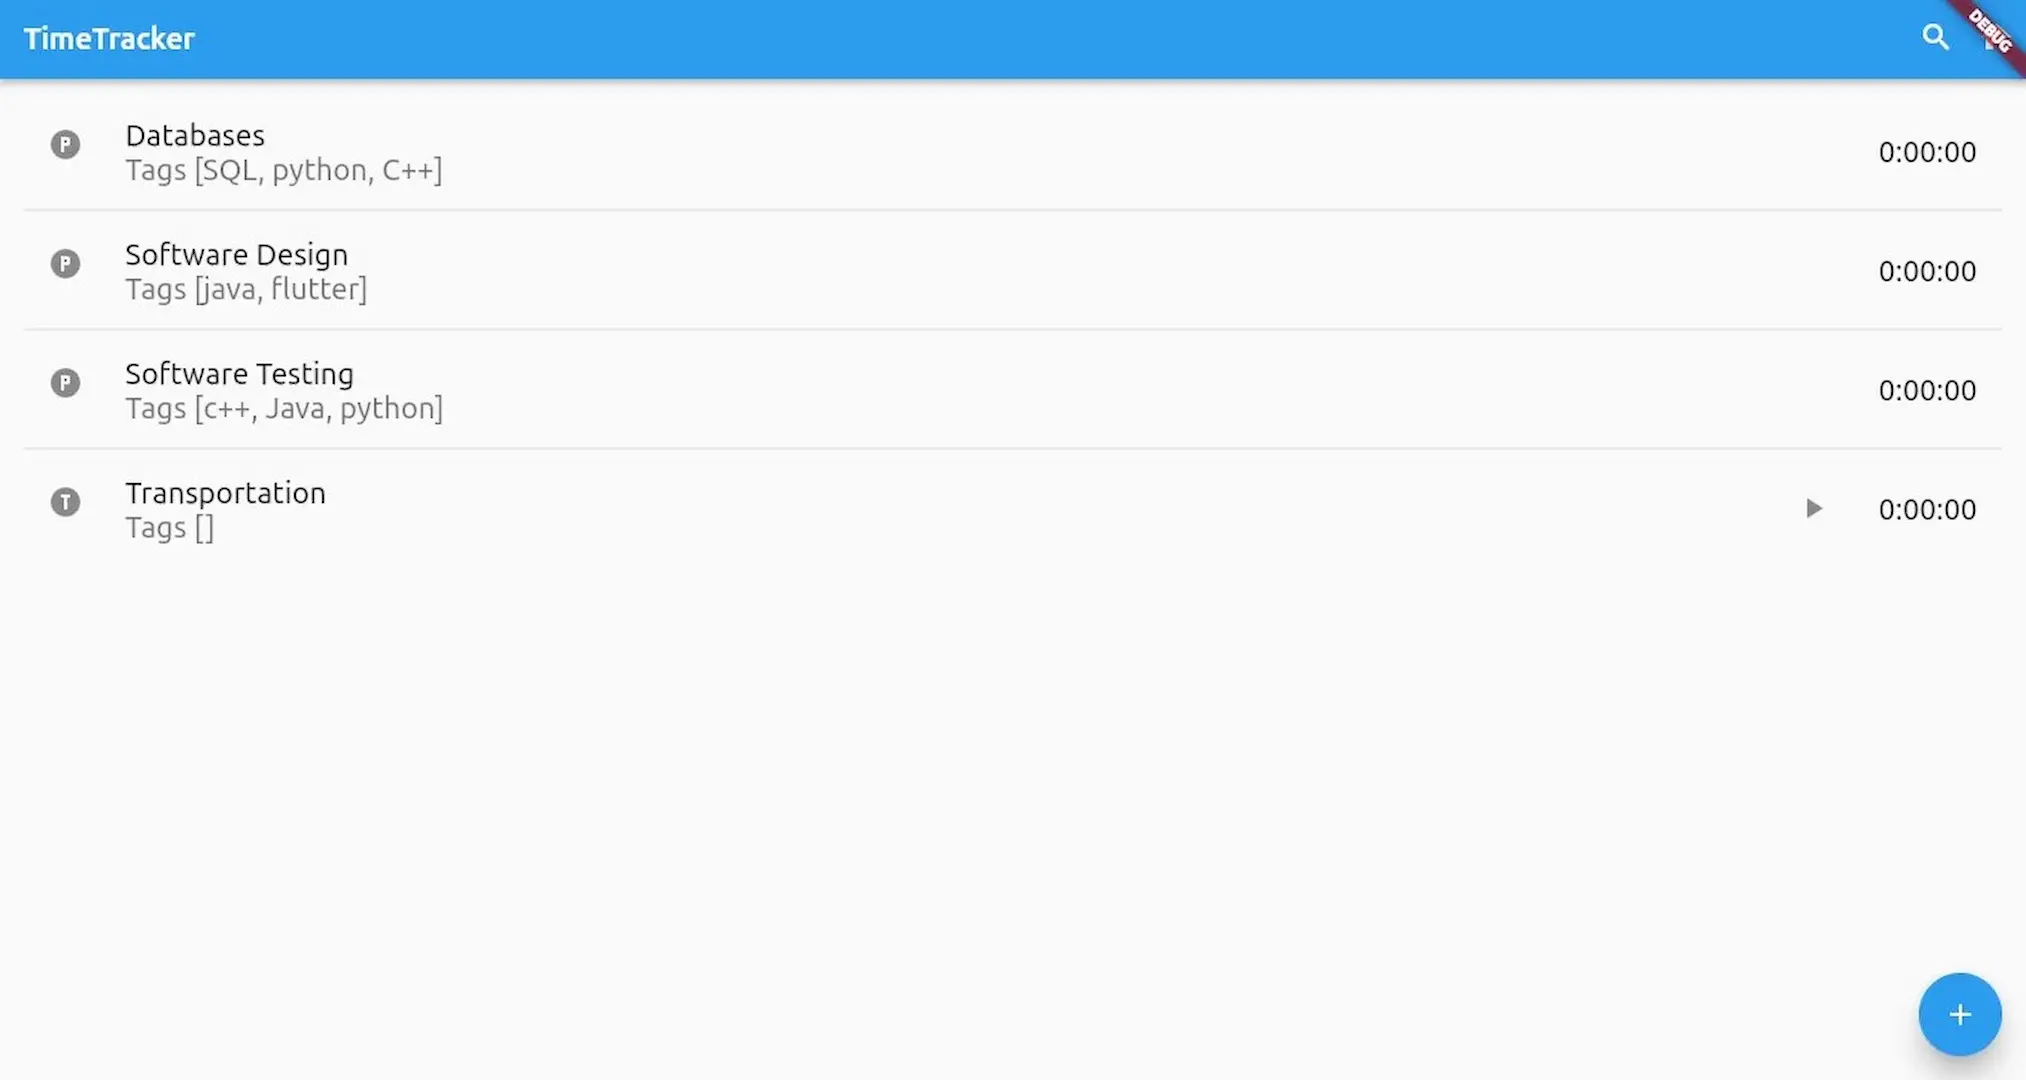 TimeTracker
DEBUG
P
Databases
Tags [SQL, python, C++]
0:00:00
P
Software Design
Tags [java, flutter]
0:00:00
P
Software Testing
Tags [c++, Java, python]
0:00:00
T
Transportation
Tags []
0:00:00
+